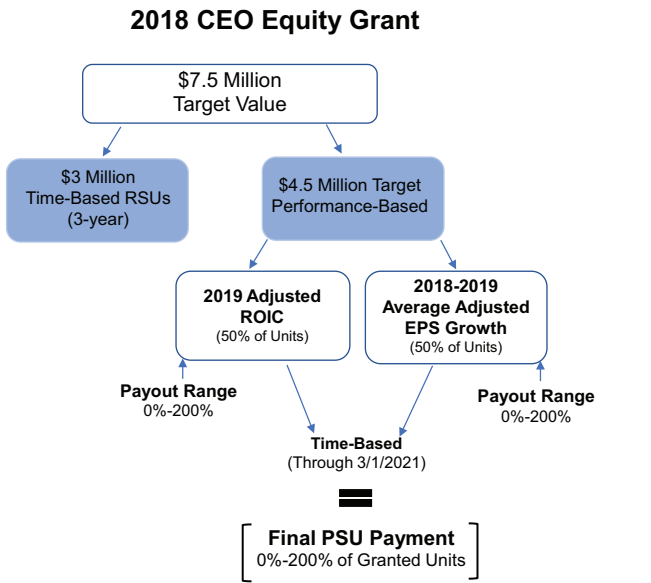 2018 CEO Equity Grant
$7.5 Million
Target Value
$3 Million
Time-Based RSUs
(3-year)
$4.5 Million Target
Performance-Based
2019 Adjusted
ROIC
(50% of Units)
2018-2019
Average Adjusted
EPS Growth
(50% of Units)
Payout Range
0%-200%
Payout Range
0%-200%
Time-Based
(Through 3/1/2021)
Final PSU Payment
0%-200% of Granted Units